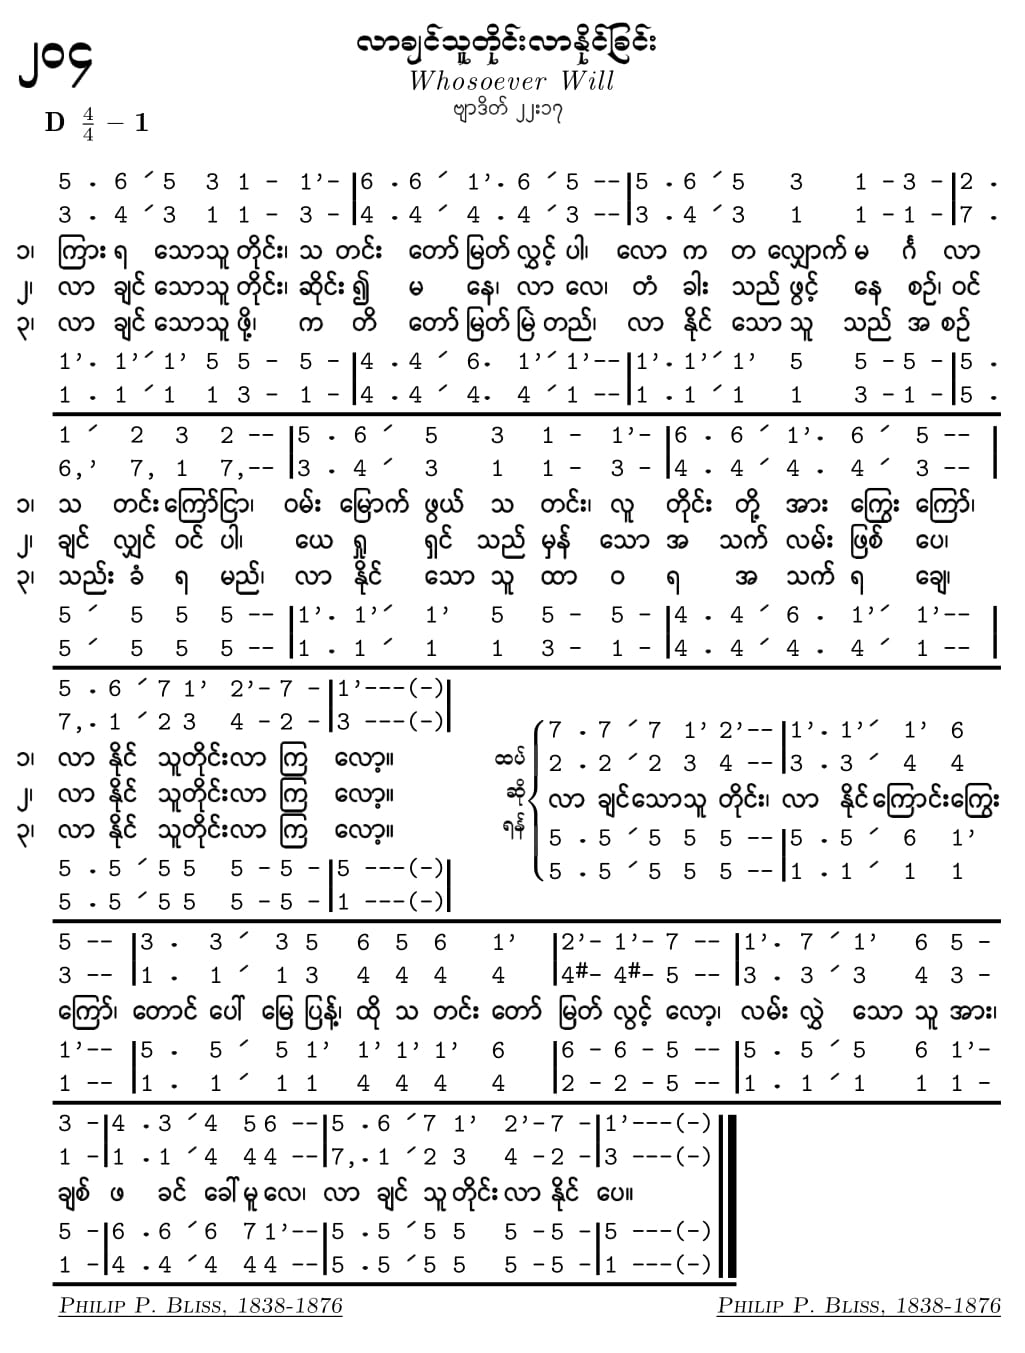 ၂၀၄
လာချင်သူတိုင်းလာနိုင်ခြင်း
Whosoever Will
ဗျာဒိတ် ၂၂း၁၇
D 4/4 – 1
5 . 6 ´ 5 3 1 - 1’- |6 . 6 ´ 1’. 6 ´ 5 -- |5 . 6 ´ 5 3 1 - 3 - |2 .
3 . 4 ´ 3 1 1 - 3 - |4 . 4 ´ 4 . 4 ´ 3 -- |3 . 4 ´ 3 1 1 - 1 - |7 .
၁၊ ကြား ရ သောသူ တိုင်း၊ သ တင်း တော် မြတ် လွှင့် ပါ၊ လော က တ လျှောက် မ င်္ဂ လာ
၂၊ လာ ချင် သောသူ တိုင်း၊ ဆိုင်း ၍ မ နေ၊ လာ လေ၊ တံ ခါး သည် ဖွင့် နေ စဉ်၊ ဝင်
၃၊ လာ ချင် သောသူ ဖို့၊ က တိ တော် မြတ် မြဲ တည်၊ လာ နိုင် သော သူ သည် အ စဉ်
1’. 1’´ 1’ 5 5 - 5 - |4 . 4 ´ 6. 1’´ 1’-- |1’. 1’´ 1’ 5 5 - 5 - |5 .
1 . 1 ´ 1 1 3 - 1 - |4 . 4 ´ 4. 4 ´ 1 -- |1 . 1 ´ 1 1 3 - 1 - |5 .
1 ´ 2 3 2 -- |5 . 6 ´ 5 3 1 - 1’- |6 . 6 ´ 1’. 6 ´ 5 -- |
6,’ 7, 1 7,-- |3 . 4 ´ 3 1 1 - 3 - |4 . 4 ´ 4 . 4 ´ 3 -- |
၁၊ သ တင်း ကြော်ငြာ၊ ဝမ်း မြောက် ဖွယ် သ တင်း၊ လူ တိုင်း တို့ အား ကြွေး ကြော်၊
၂၊ ချင် လျှင် ဝင် ပါ၊ ယေ ရှု ရှင် သည် မှန် သော အ သက် လမ်း ဖြစ် ပေ၊
၃၊ သည်း ခံ ရ မည်၊ လာ နိုင် သော သူ ထာ ဝ ရ အ သက် ရ ချေ၊
5 ´ 5 5 5 -- |1’. 1’´ 1’ 5 5 - 5 - |4 . 4 ´ 6 . 1’´ 1’-- |
5 ´ 5 5 5 -- |1 . 1 ´ 1 1 3 - 1 - |4 . 4 ´ 4 . 4 ´ 1 -- |
5 . 6 ´ 7 1’ 2’- 7 - |1’---(-)|
7,. 1 ´ 2 3 4 - 2 - |3 ---(-)|
၁၊ လာ နိုင် သူတိုင်းလာ ကြ လော့။
၂၊ လာ နိုင် သူတိုင်းလာ ကြ လော့။
၃၊ လာ နိုင် သူတိုင်းလာ ကြ လော့။
5 . 5 ´ 5 5 5 - 5 - |5 ---(-)|
5 . 5 ´ 5 5 5 - 5 - |1 ---(-)|
ထပ်
ဆို
ရန်
7 . 7 ´ 7 1’ 2’-- |1’. 1’´ 1’ 6
2 . 2 ´ 2 3 4 -- |3 . 3 ´ 4 4
လာ ချင်သောသူ တိုင်း၊ လာ နိုင်ကြောင်းကြွေး
5 . 5 ´ 5 5 5 -- |5 . 5 ´ 6 1’
5 . 5 ´ 5 5 5 -- |1 . 1 ´ 1 1
5 -- |3 . 3 ´ 3 5 6 5 6 1’ |2’- 1’- 7 -- |1’. 7 ´ 1’ 6 5 -
3 -- |1 . 1 ´ 1 3 4 4 4 4 |4#- 4#- 5 -- |3 . 3 ´ 3 4 3 -
ကြော်၊ တောင် ပေါ် မြေ ပြန့်၊ ထို သ တင်း တော် မြတ် လွှင့် လော့၊ လမ်း လွှဲ သော သူ အား၊
1’-- |5 . 5 ´ 5 1’ 1’ 1’ 1’ 6 |6 - 6 - 5 -- |5 . 5 ´ 5 6 1’-
1 -- |1 . 1 ´ 1 1 4 4 4 4 |2 - 2 - 5 -- |1 . 1 ´ 1 1 1 -
3 -|4 . 3 ´ 4 5 6 -- |5 . 6 ´ 7 1’ 2’- 7 -|1’---(-)
1 -|1 . 1 ´ 4 4 4 -- |7,. 1 ´ 2 3 4 - 2 -|3 ---(-)
ချစ် ဖ ခင် ခေါ် မူ လေ၊ လာ ချင် သူ တိုင်း လာ နိုင် ပေ။
5 -|6 . 6 ´ 6 7 1’-- |5 . 5 ´ 5 5 5 - 5 -|5 ---(-)
1 -|4 . 4 ´ 4 4 4 -- |5 . 5 ´ 5 5 5 - 5 -|1 ---(-)
Philip P. Bliss, 1838-1876 Philip P. Bliss, 1838-1876